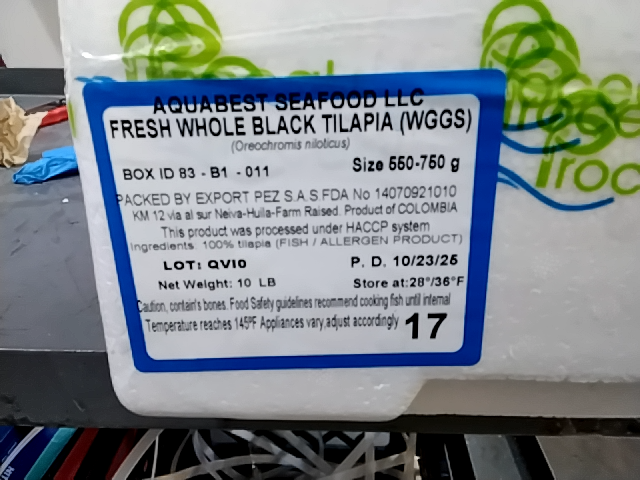 AQUABEST SEAFOOD LLC
FRESH WHOLE BLACK TILAPIA (WGGS)
(Oreochromis niloticus)
BOX ID 83 - B1 - 011 Size 550-750 g
PACKED BY EXPORT PEZ S.A.S.FDA No 14070921010
KM 12 via al sur Neiva-Huila-Farm Raised. Product of COLOMBIA
This product was processed under HACCP system
Ingredients: 100% tilapia (FISH / ALLERGEN PRODUCT)
LOT: QVI0 P. D. 10/23/25
Net Weight: 10 LB Store at:28°/36°F
Caution, contain's bones. Food Safety guidelines recommend cooking fish until internal
Temperature reaches 145ºF Appliances vary,adjust accordingly 17